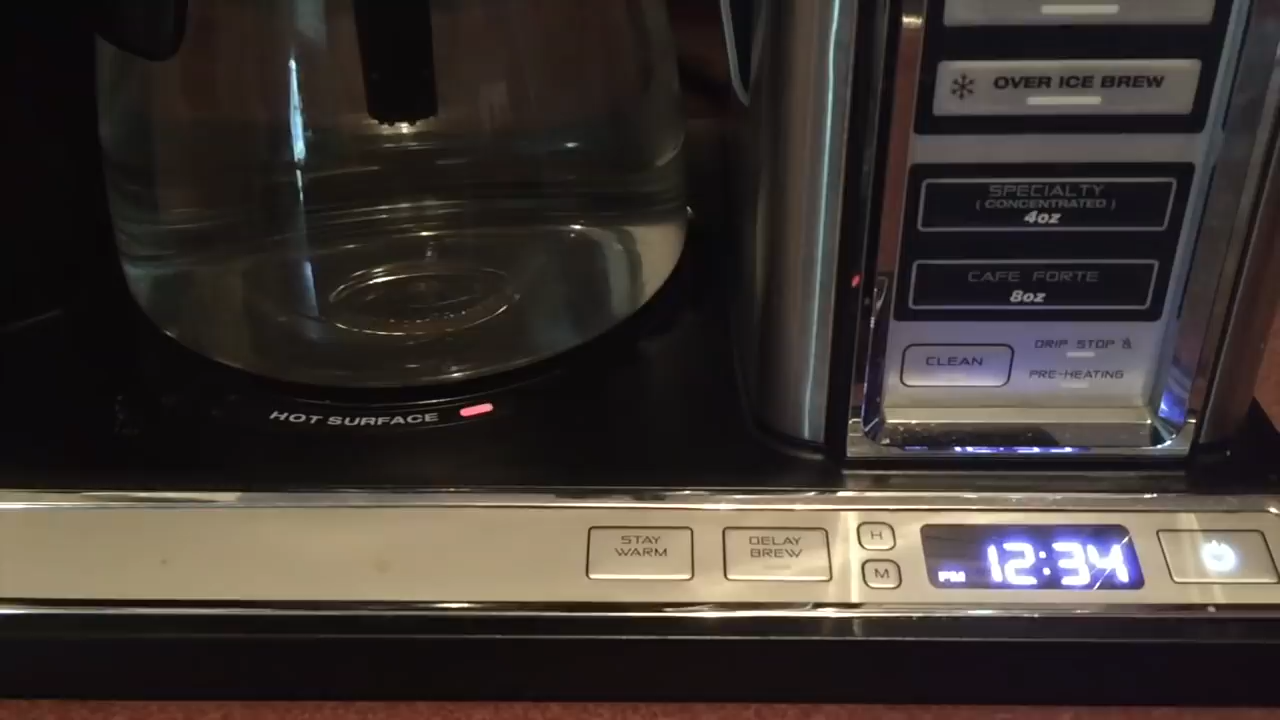 OVER ICE BREW
SPECIALTY
( CONCENTRATED )
4oz
CAFE FORTE
8oz
CLEAN
DRIP STOP &
PRE-HEATING
HOT SURFACE
STAY
WARM
DELAY
BREW
H
M
PM 12:34